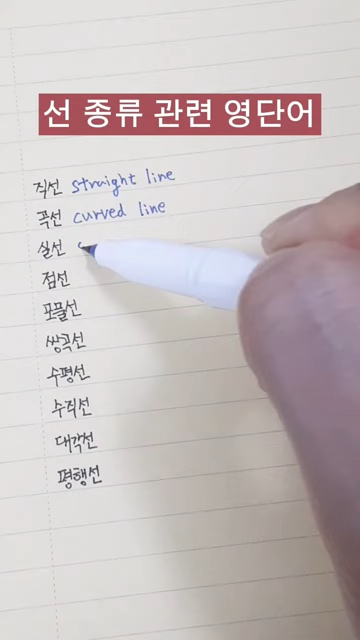 선 종류 관련 영단어
직선 straight line
곡선 curved line
실선
점선
포물선
쌍곡선
수평선
수직선
대각선
평행선